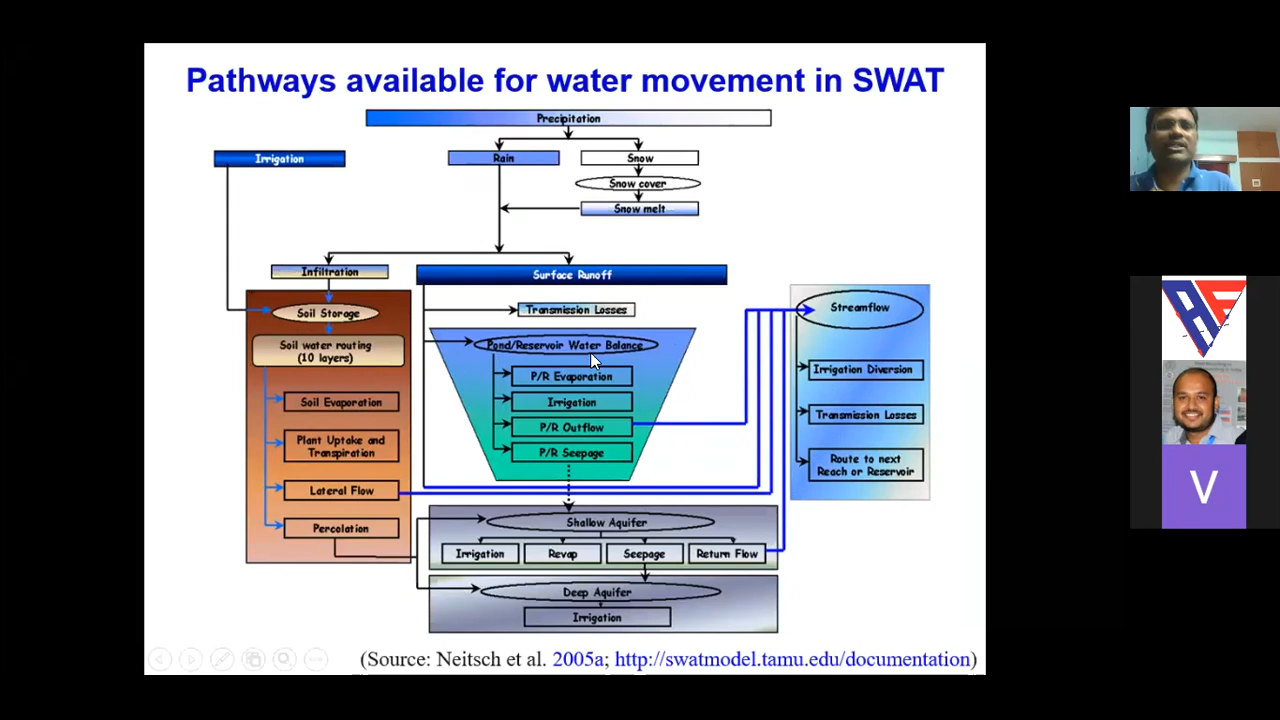 Pathways available for water movement in SWAT
Precipitation
Irrigation
Rain
Snow
Snow cover
Snow melt
Infiltration
Surface Runoff
Soil Storage
Soil water routing
(10 layers)
Soil Evaporation
Plant Uptake and
Transpiration
Lateral Flow
Percolation
Transmission Losses
Pond/Reservoir Water Balance
P/R Evaporation
Irrigation
P/R Outflow
P/R Seepage
Shallow Aquifer
Irrigation
Revap
Seepage
Return Flow
Deep Aquifer
Irrigation
Streamflow
Irrigation Diversion
Transmission Losses
Route to next
Reach or Reservoir
(Source: Neitsch et al. 2005a; http://swatmodel.tamu.edu/documentation)
AF
V